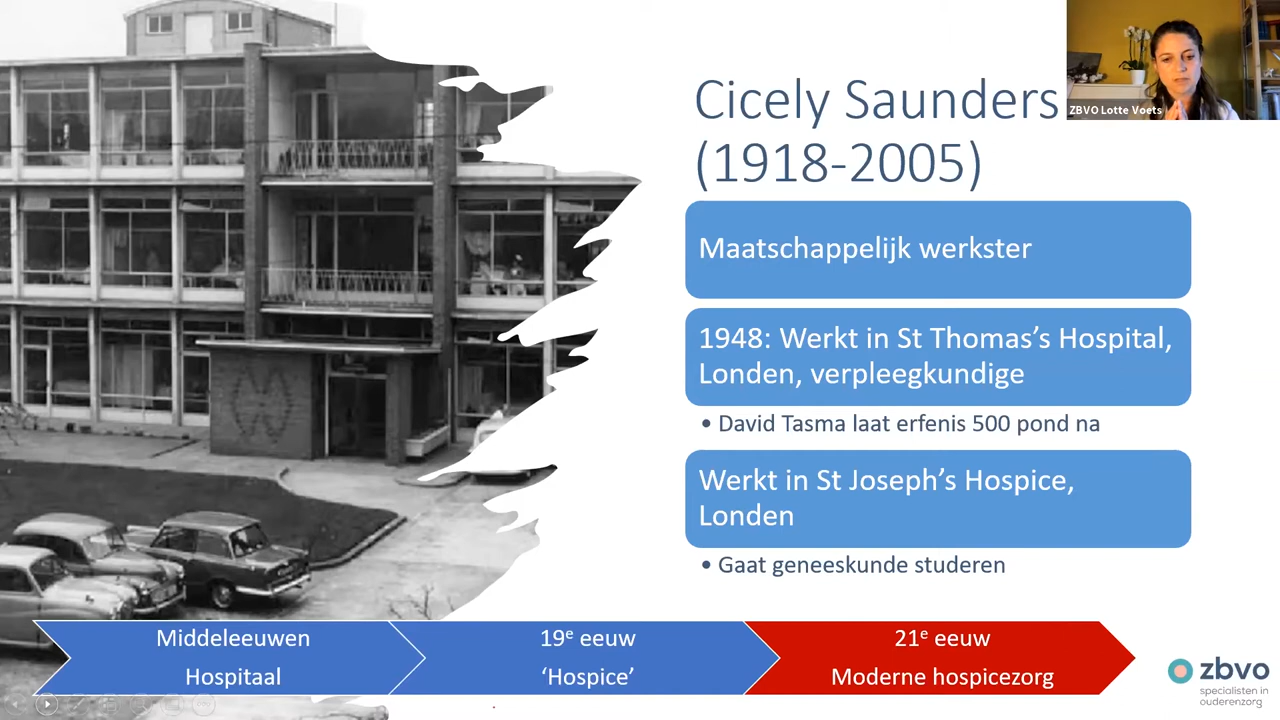 Cicely Saunders
(1918-2005)
ZBVO Lotte Voets
Maatschappelijk werkster
1948: Werkt in St Thomas's Hospital,
Londen, verpleegkundige
• David Tasma laat erfenis 500 pond na
Werkt in St Joseph's Hospice,
Londen
• Gaat geneeskunde studeren
Middeleeuwen
Hospitaal
19e eeuw
'Hospice'
21e eeuw
Moderne hospicezorg
zbvo
specialisten in
ouderenzorg